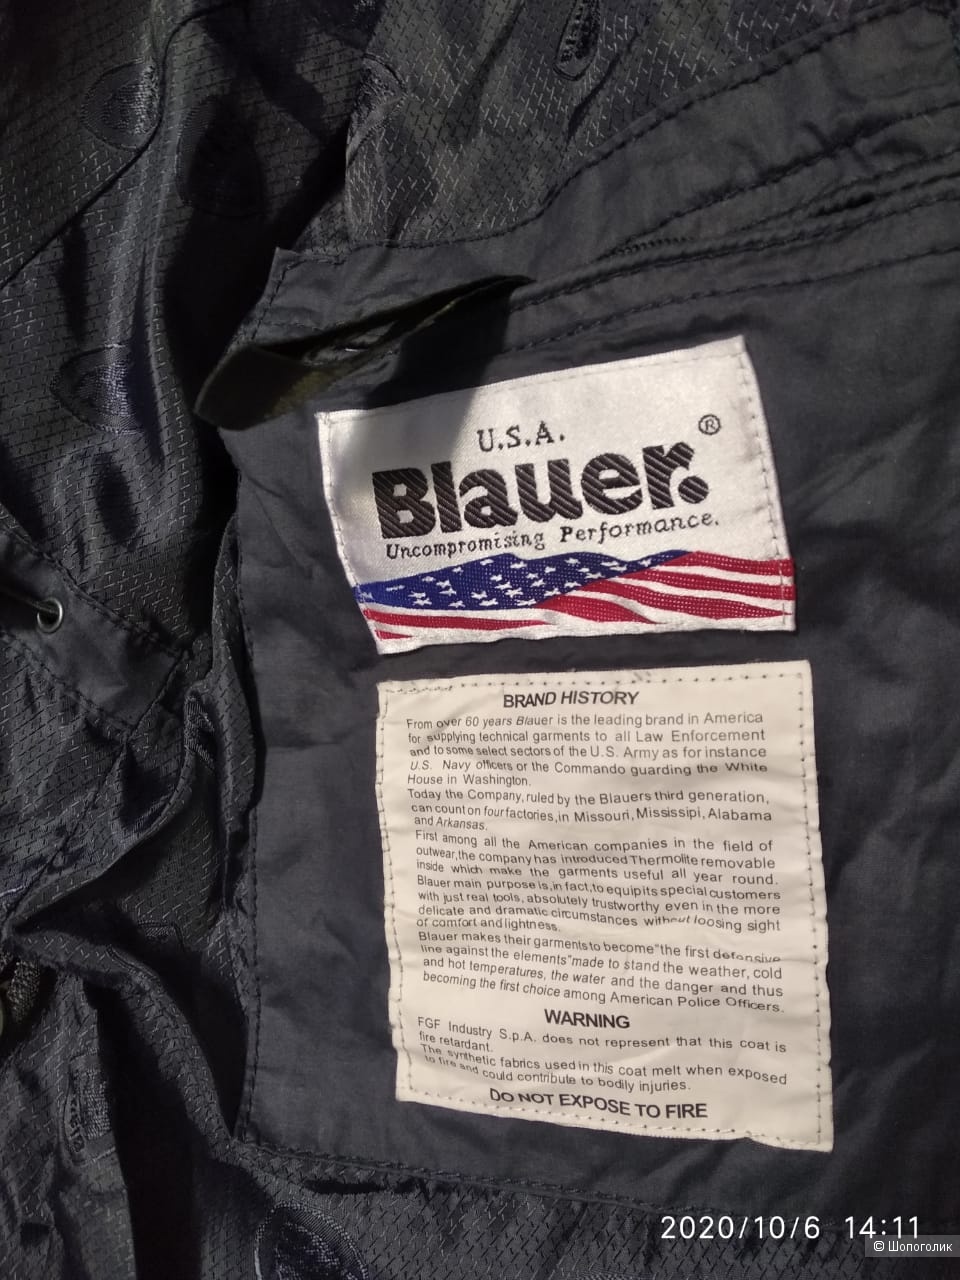 U.S.A.
Blauer.®
Uncompromising Performance.
BRAND HISTORY
From over 60 years Blauer is the leading brand in America
for supplying technical garments to all Law Enforcement
and to some select sectors of the U.S. Army as for instance
U.S. Navy officers or the Commando guarding the White
House in Washington.
Today the Company, ruled by the Blauers third generation,
can count on four factories, in Missouri, Mississipi, Alabama
and Arkansas.
First among all the American companies in the field of
outwear, the company has introduced Thermolite removable
inside which make the garments useful all year round.
Blauer main purpose is, in fact, to equip its special customers
with just real tools, absolutely trustworthy even in the more
delicate and dramatic circumstances without loosing sight
of comfort and lightness.
Blauer makes their garments to become "the first defensive
line against the elements" made to stand the weather, cold
and hot temperatures, the water and the danger and thus
becoming the first choice among American Police Officers.
WARNING
FGF Industry S.p.A. does not represent that this coat is
fire retardant.
The synthetic fabrics used in this coat melt when exposed
to fire and could contribute to bodily injuries.
DO NOT EXPOSE TO FIRE
2020/10/6 14:11
© Шопоголик